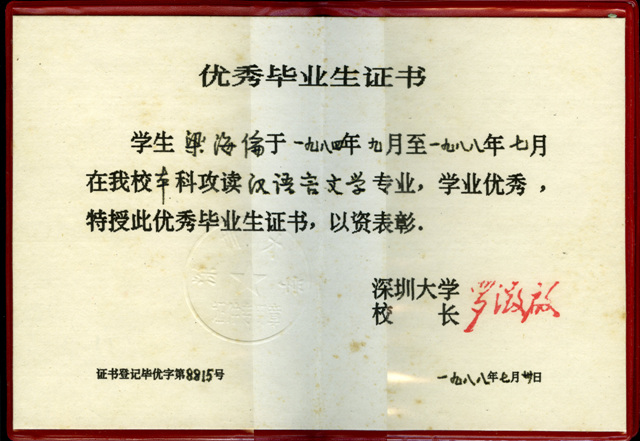 优秀毕业生证书
学生 梁海倫于一九八四年九月至一九八八年七月
在我校本科攻读汉语言文学专业，学业优秀，
特授此优秀毕业生证书，以资表彰.
深圳大学
校 长
证书登记毕优字第8815号
一九八八年七月 日